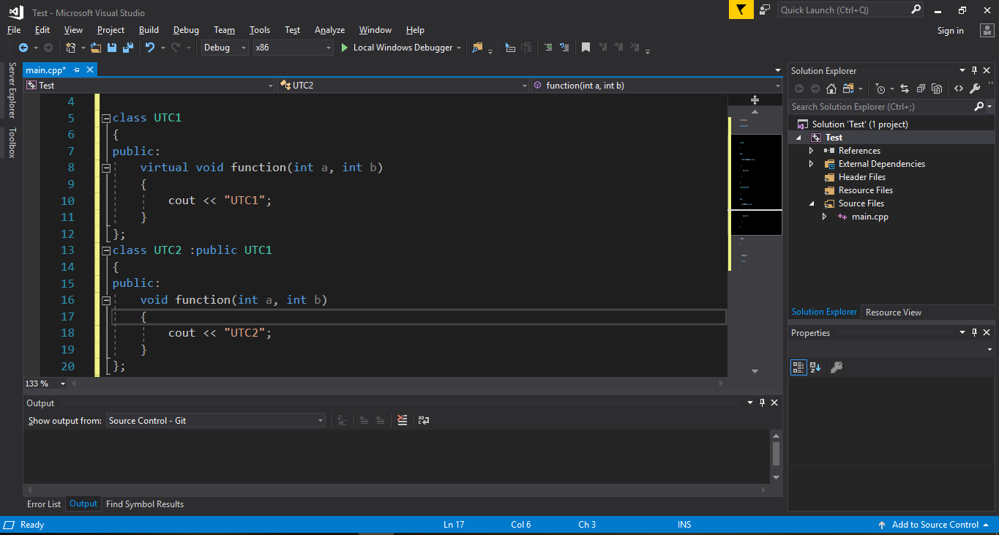 Test - Microsoft Visual Studio
Quick Launch (Ctrl+Q)
File Edit View Project Build Debug Team Tools Test Analyze Window Help
Sign in
Debug x86 Local Windows Debugger
Server Explorer
Toolbox
main.cpp*
Test UTC2 function(int a, int b)
4
5 class UTC1
6 {
7 public:
8 virtual void function(int a, int b)
9 {
10 cout << "UTC1";
11 }
12 };
13 class UTC2 :public UTC1
14 {
15 public:
16 void function(int a, int b)
17 {
18 cout << "UTC2";
19 }
20 };
133 %
Solution Explorer
Search Solution Explorer (Ctrl+;)
Solution 'Test' (1 project)
Test
References
External Dependencies
Header Files
Resource Files
Source Files
main.cpp
Solution Explorer Resource View
Properties
Output
Show output from: Source Control - Git
Error List Output Find Symbol Results
Ready Ln 17 Col 6 Ch 3 INS Add to Source Control